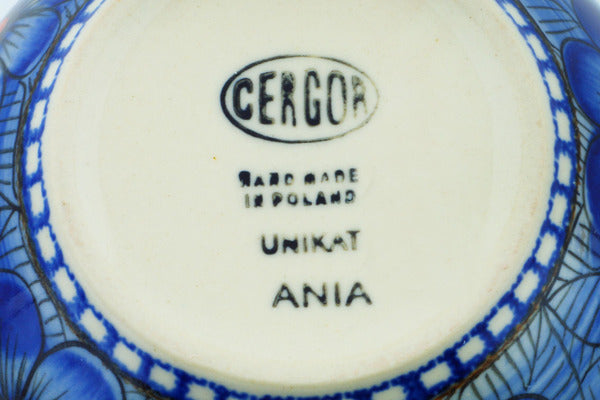 CERGOR
HAND MADE
IN POLAND
UNIKAT
ANIA